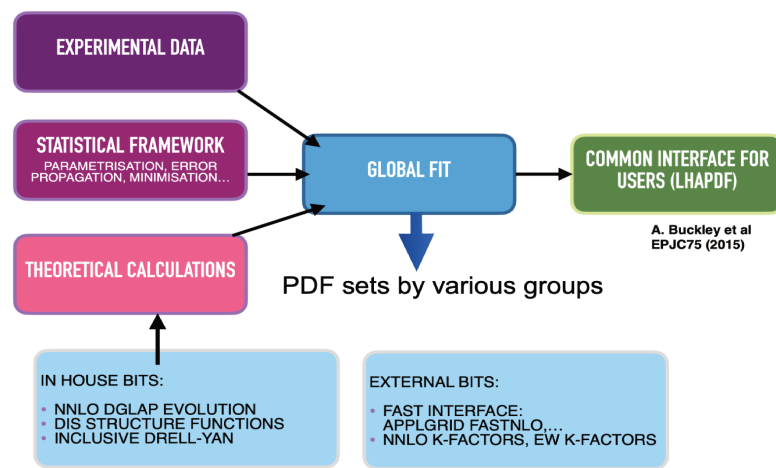 EXPERIMENTAL DATA
STATISTICAL FRAMEWORK
PARAMETRISATION, ERROR
PROPAGATION, MINIMISATION...
THEORETICAL CALCULATIONS
GLOBAL FIT
COMMON INTERFACE FOR
USERS (LHAPDF)
A. Buckley et al
EPJC75 (2015)
PDF sets by various groups
IN HOUSE BITS:
• NNLO DGLAP EVOLUTION
• DIS STRUCTURE FUNCTIONS
• INCLUSIVE DRELL-YAN
EXTERNAL BITS:
• FAST INTERFACE:
APPLGRID FASTNLO,...
• NNLO K-FACTORS, EW K-FACTORS